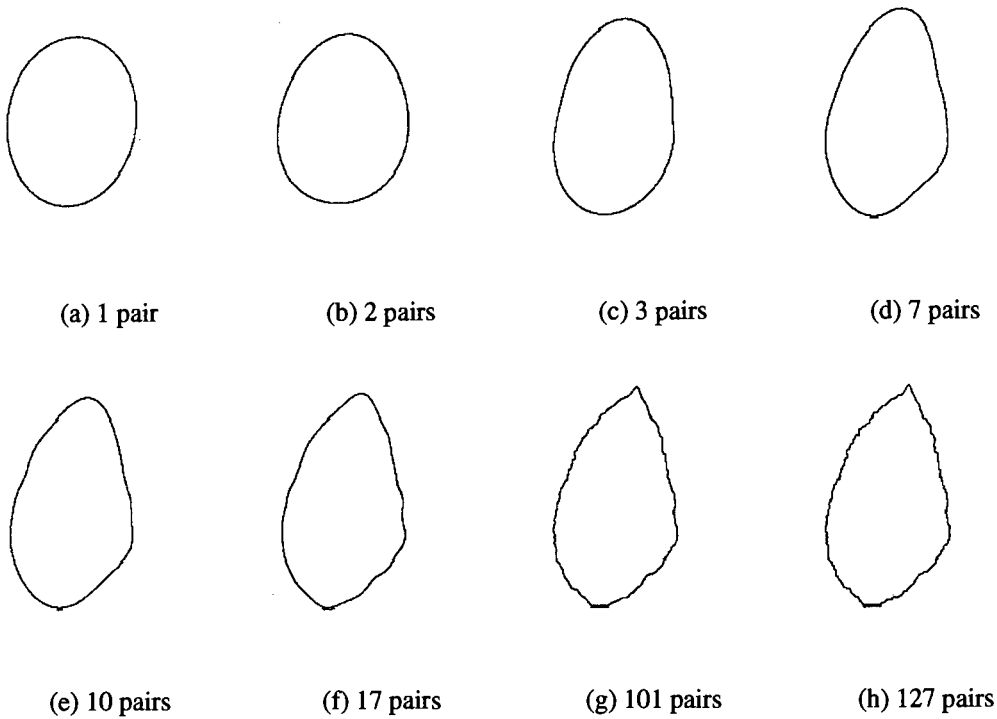 (a) 1 pair
(b) 2 pairs
(c) 3 pairs
(d) 7 pairs
(e) 10 pairs
(f) 17 pairs
(g) 101 pairs
(h) 127 pairs